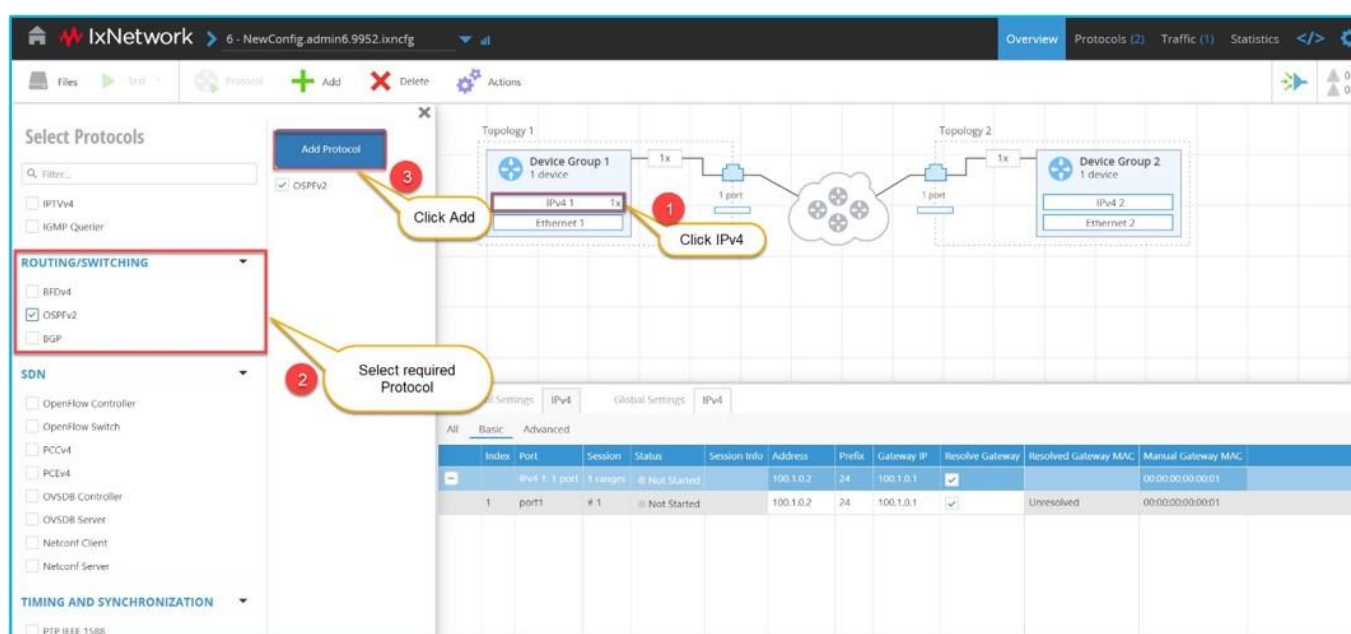 IxNetwork
6 - NewConfig.admin6.9952.ixncfg
Overview
Protocols (2)
Traffic (1)
Statistics
</>
Files
Test
Protocol
Add
Delete
Actions
0
0
Select Protocols
Filter...
IPTVv4
IGMP Querier
ROUTING/SWITCHING
BFDv4
OSPFv2
BGP
SDN
OpenFlow Controller
OpenFlow Switch
PCCv4
PCEv4
OVSDB Controller
OVSDB Server
Netconf Client
Netconf Server
TIMING AND SYNCHRONIZATION
PTP IEEE 1588
Add Protocol
OSPFv2
3
Click Add
2
Select required
Protocol
Topology 1
Device Group 1
1 device
IPv4 1 1x
Ethernet 1
1x
1 port
1
Click IPv4
Topology 2
1x
1 port
Device Group 2
1 device
IPv4 2
Ethernet 2
Settings IPv4 Global Settings IPv4
All Basic Advanced
Index Port Session Status Session Info Address Prefix Gateway IP Resolve Gateway Resolved Gateway MAC Manual Gateway MAC
IPv4 1: 1 port 1 ranges Not Started 100.1.0.2 24 100.1.0.1 00:00:00:00:00:01
1 port1 # 1 Not Started 100.1.0.2 24 100.1.0.1 Unresolved 00:00:00:00:00:01